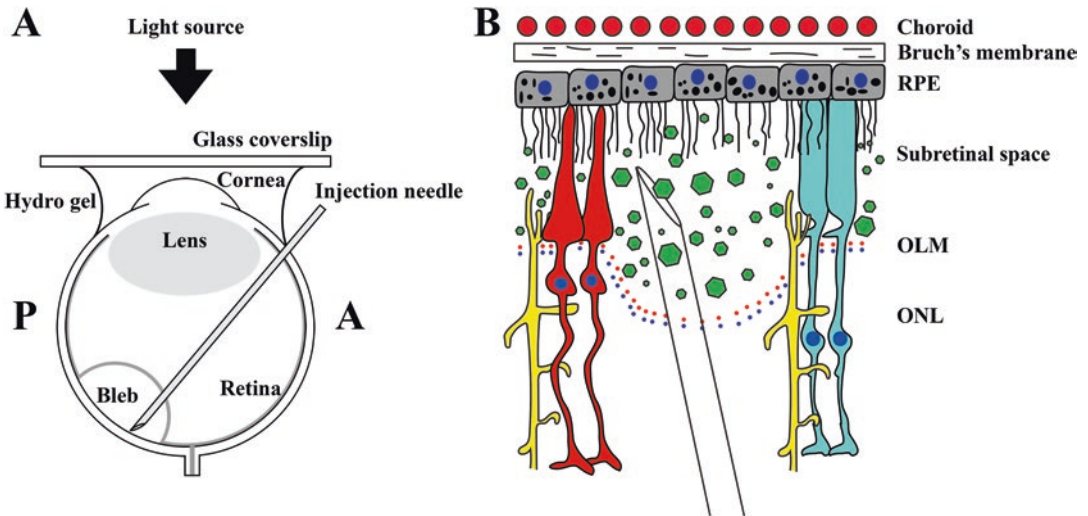 A
Light source
Glass coverslip
Cornea
Injection needle
Hydro gel
Lens
P
A
Bleb
Retina
B
Choroid
Bruch's membrane
RPE
Subretinal space
OLM
ONL